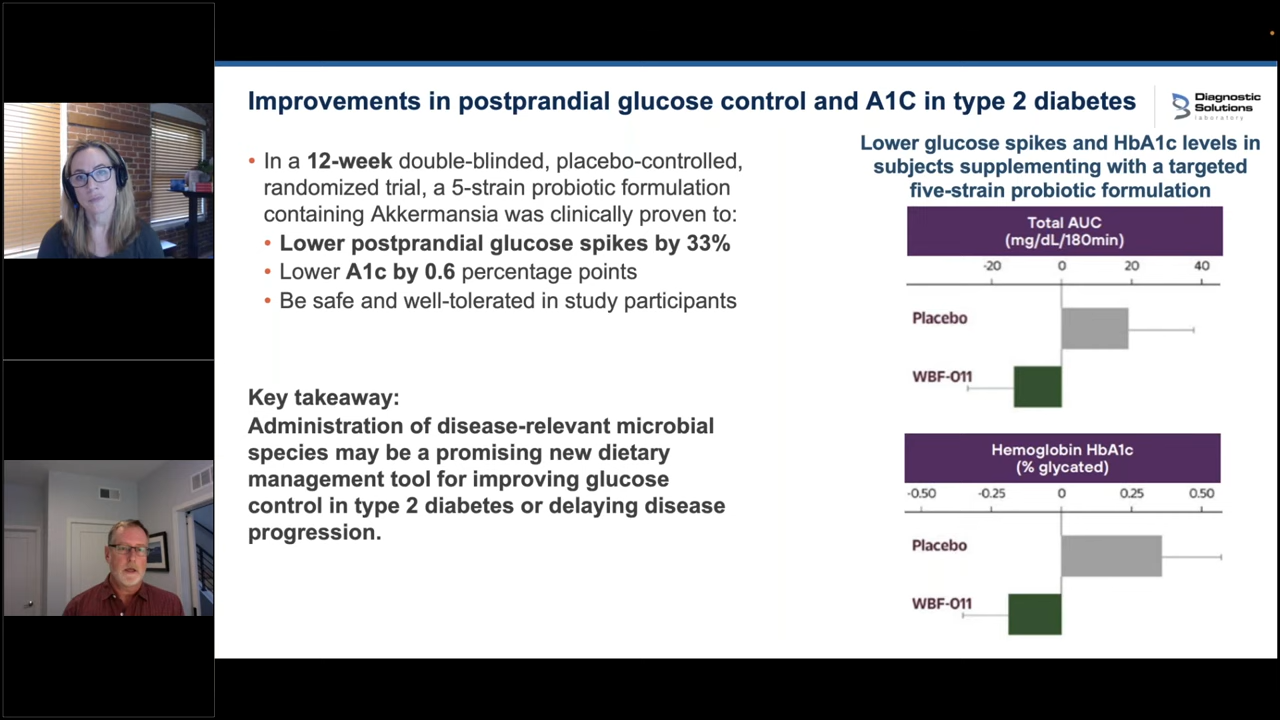 Improvements in postprandial glucose control and A1C in type 2 diabetes
Diagnostic
Solutions
laboratory
• In a 12-week double-blinded, placebo-controlled,
randomized trial, a 5-strain probiotic formulation
containing Akkermansia was clinically proven to:
• Lower postprandial glucose spikes by 33%
• Lower A1c by 0.6 percentage points
• Be safe and well-tolerated in study participants
Key takeaway:
Administration of disease-relevant microbial
species may be a promising new dietary
management tool for improving glucose
control in type 2 diabetes or delaying disease
progression.
Lower glucose spikes and HbA1c levels in
subjects supplementing with a targeted
five-strain probiotic formulation
Total AUC
(mg/dL/180min)
-20 0 20 40
Placebo
WBF-011
Hemoglobin HbA1c
(% glycated)
-0.50 -0.25 0 0.25 0.50
Placebo
WBF-011